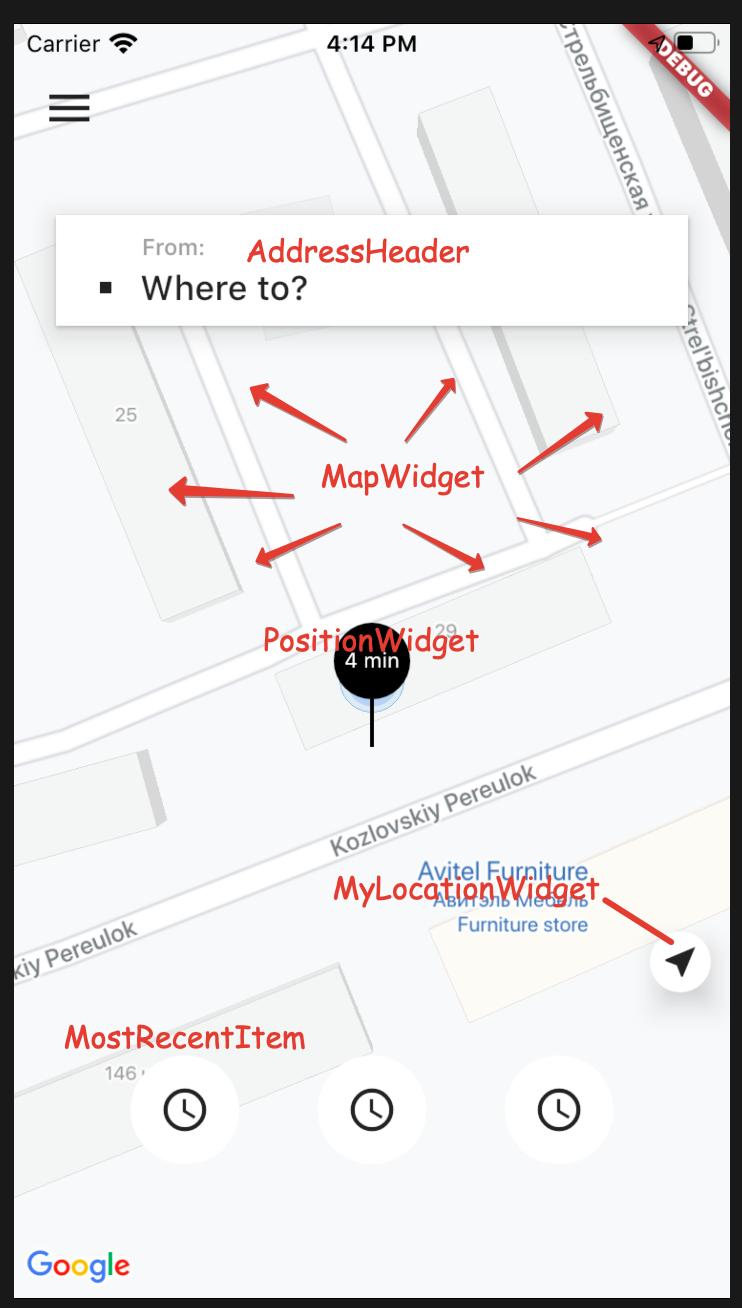 Carrier 4:14 PM
DEBUG
Стрельбищенская
From: AddressHeader
Where to?
Strel'bishche
25
MapWidget
29
PositionWidget
4 min
Kozlovskiy Pereulok
Avitel Furniture
MyLocationWidget
Авитэль Мебель
Furniture store
kiy Pereulok
MostRecentItem
146
Google